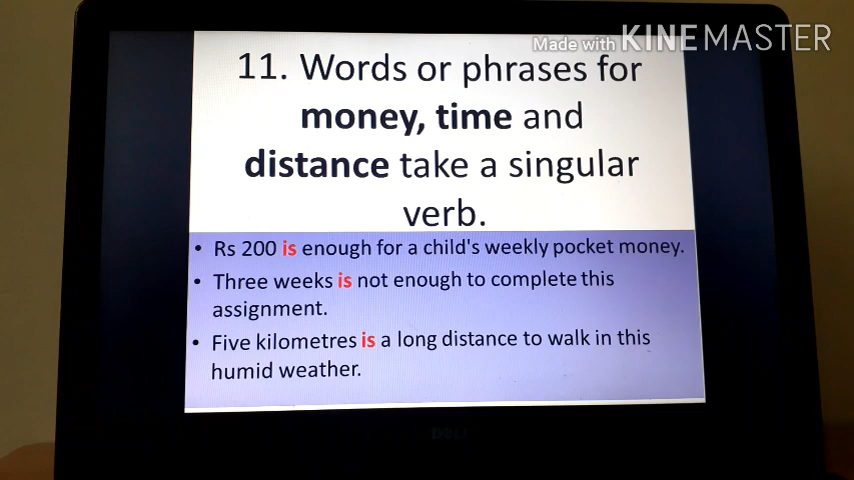 Made with KINEMASTER
11. Words or phrases for
money, time and
distance take a singular
verb.
• Rs 200 is enough for a child's weekly pocket money.
• Three weeks is not enough to complete this
assignment.
• Five kilometres is a long distance to walk in this
humid weather.
DELL